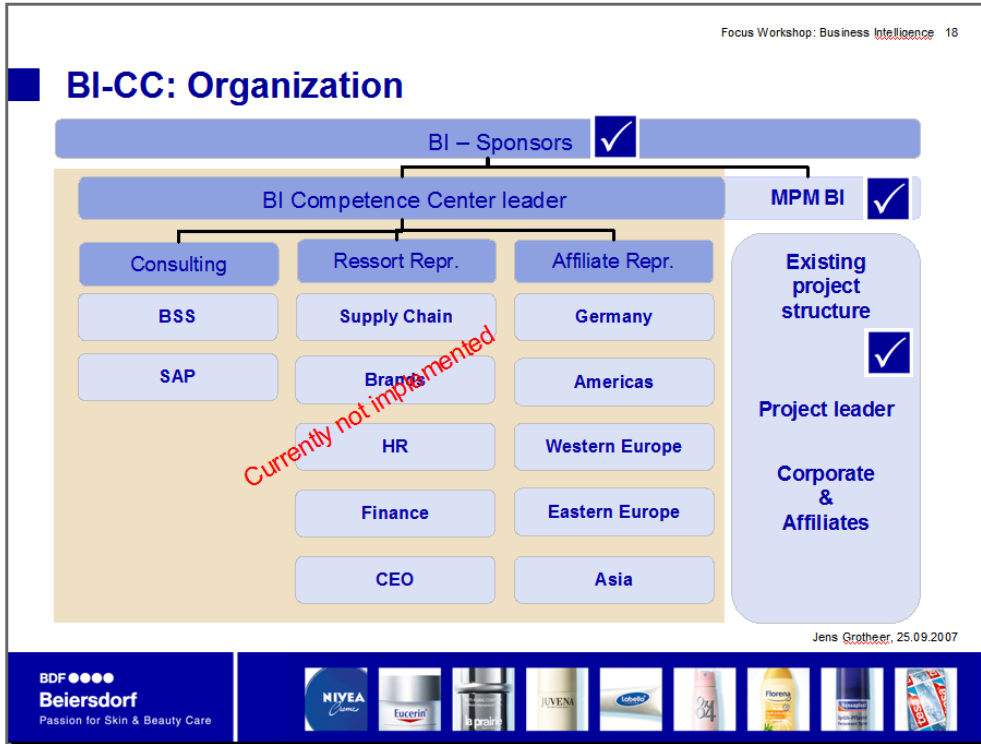 Focus Workshop: Business Intelligence 18
BI-CC: Organization
BI – Sponsors
BI Competence Center leader
MPM BI
Consulting
Ressort Repr.
Affiliate Repr.
BSS
Supply Chain
Germany
SAP
Brands
Americas
HR
Western Europe
Finance
Eastern Europe
CEO
Asia
Currently not implemented
Existing
project
structure
Project leader
Corporate
&
Affiliates
Jens Grotheer, 25.09.2007
BDF
Beiersdorf
Passion for Skin & Beauty Care
NIVEA
Creme
Eucerin
la prairie
JUVENA
Labello
8x4
Florena
Hansaplast
tesa